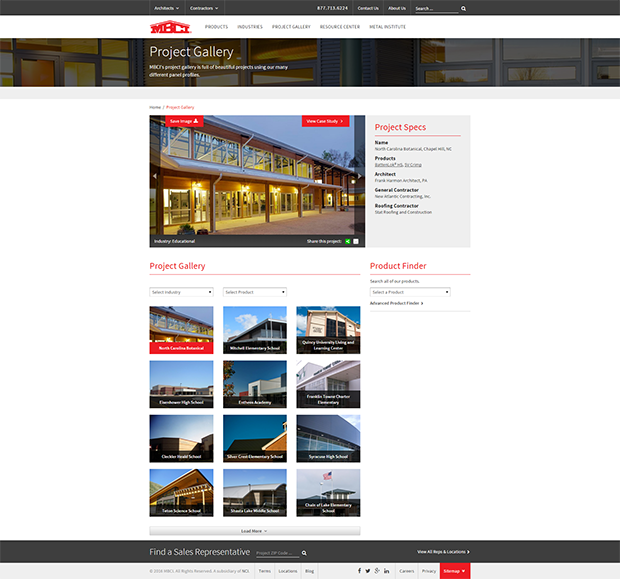 Architects
Contractors
877.713.6224
Contact Us
About Us
Search ...
MBCI
PRODUCTS
INDUSTRIES
PROJECT GALLERY
RESOURCE CENTER
METAL INSTITUTE
Project Gallery
MBCI's project gallery is full of beautiful projects using our many
different panel profiles.
Home / Project Gallery
Save Image
View Case Study
Project Specs
Name
North Carolina Botanical, Chapel Hill, NC
Products
BattenLok® HS, SV Crimp
Architect
Frank Harmon Architect, PA
General Contractor
New Atlantic Contracting, Inc.
Roofing Contractor
Stat Roofing and Construction
Industry: Educational
Share this project:
Project Gallery
Product Finder
Search all of our products.
Select Industry
Select Product
Select a Product
Advanced Product Finder
North Carolina Botanical
Mitchell Elementary School
Quincy University Living and
Learning Center
Eisenhower High School
Entheos Academy
Franklin Towne Charter
Elementary
Cleckler Heald School
Silver Crest Elementary School
Syracuse High School
Teton Science School
Shasta Lake Middle School
Chain of Lake Elementary
School
Load More
Find a Sales Representative
Project ZIP Code ...
View All Reps & Locations
© 2016 MBCI. All Rights Reserved. A subsidiary of NCI.
Terms
Locations
Blog
Careers
Privacy
Sitemap